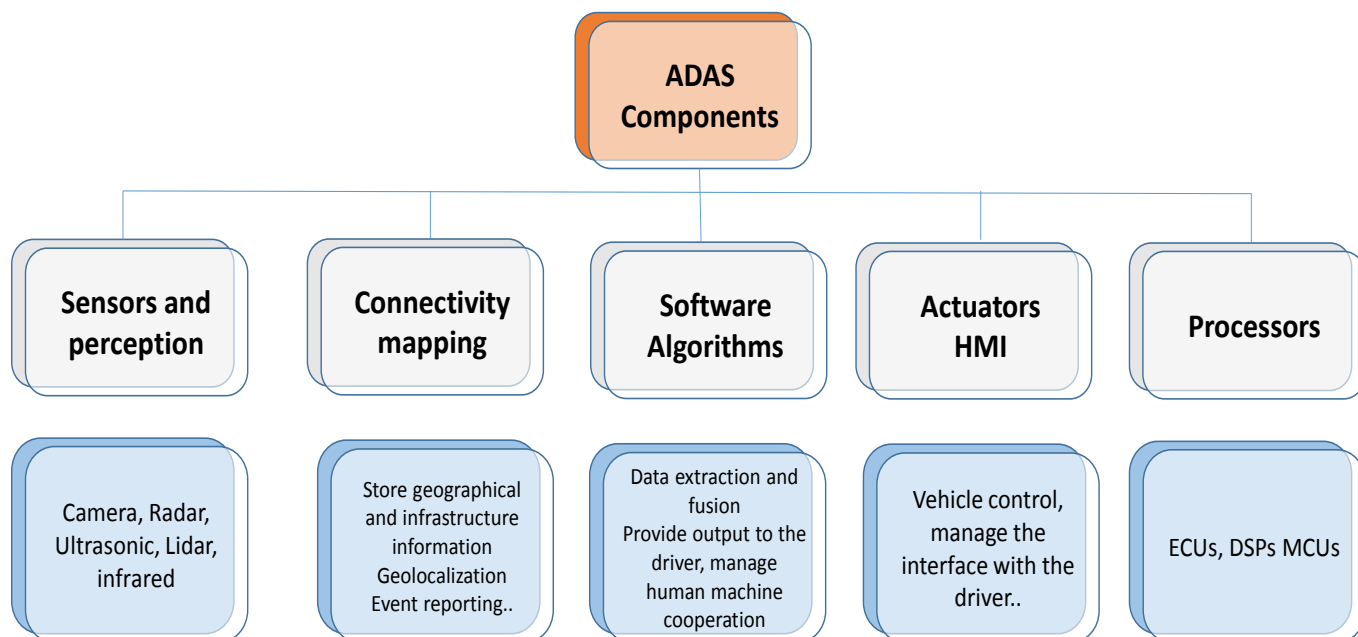 ADAS
Components
Sensors and
perception
Connectivity
mapping
Software
Algorithms
Actuators
HMI
Processors
Camera, Radar,
Ultrasonic, Lidar,
infrared
Store geographical
and infrastructure
information
Geolocalization
Event reporting..
Data extraction and
fusion
Provide output to the
driver, manage
human machine
cooperation
Vehicle control,
manage the
interface with the
driver..
ECUs, DSPs MCUs